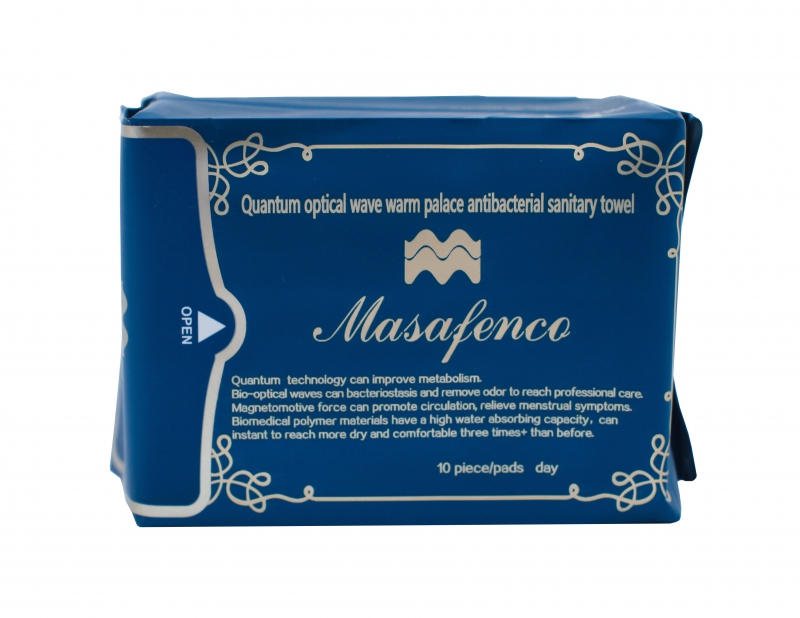 Quantum optical wave warm palace antibacterial sanitary towel
Masafenco
OPEN
Quantum technology can improve metabolism.
Bio-optical waves can bacteriostasis and remove odor to reach professional care.
Magnetomotive force can promote circulation, relieve menstrual symptoms.
Biomedical polymer materials have a high water absorbing capacity, can
instant to reach more dry and comfortable three times+ than before.
10 piece/pads day